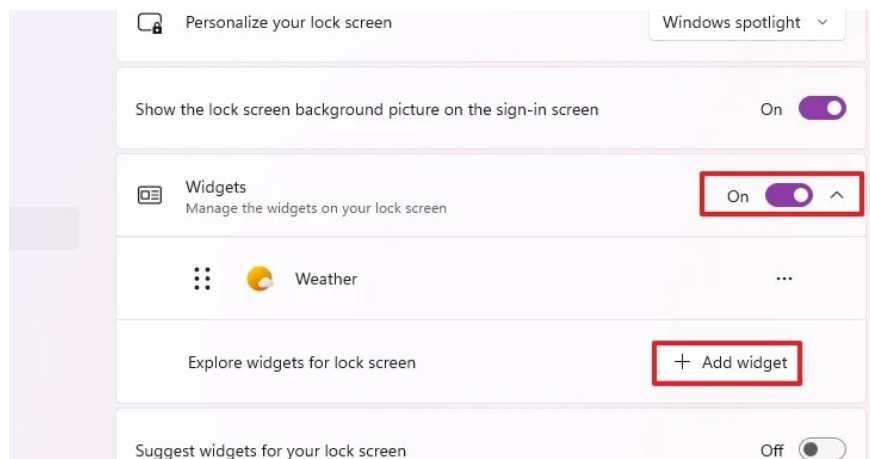 Personalize your lock screen
Windows spotlight
Show the lock screen background picture on the sign-in screen
On
Widgets
Manage the widgets on your lock screen
On
Weather
Explore widgets for lock screen
+ Add widget
Suggest widgets for your lock screen
Off